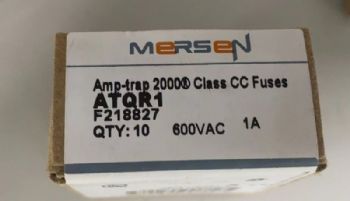 MERSEN
Amp-trap 2000® Class CC Fuses
ATQR1
F218827
QTY: 10 600VAC 1A